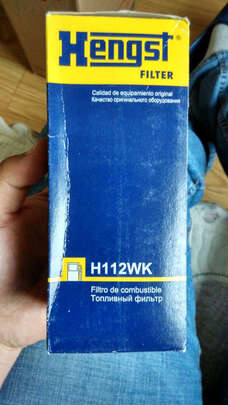 Hengst
FILTER
Calidad de equipamiento original
Качество оригинального оборудования
H112WK
Filtro de combustible
Топливный фильтр